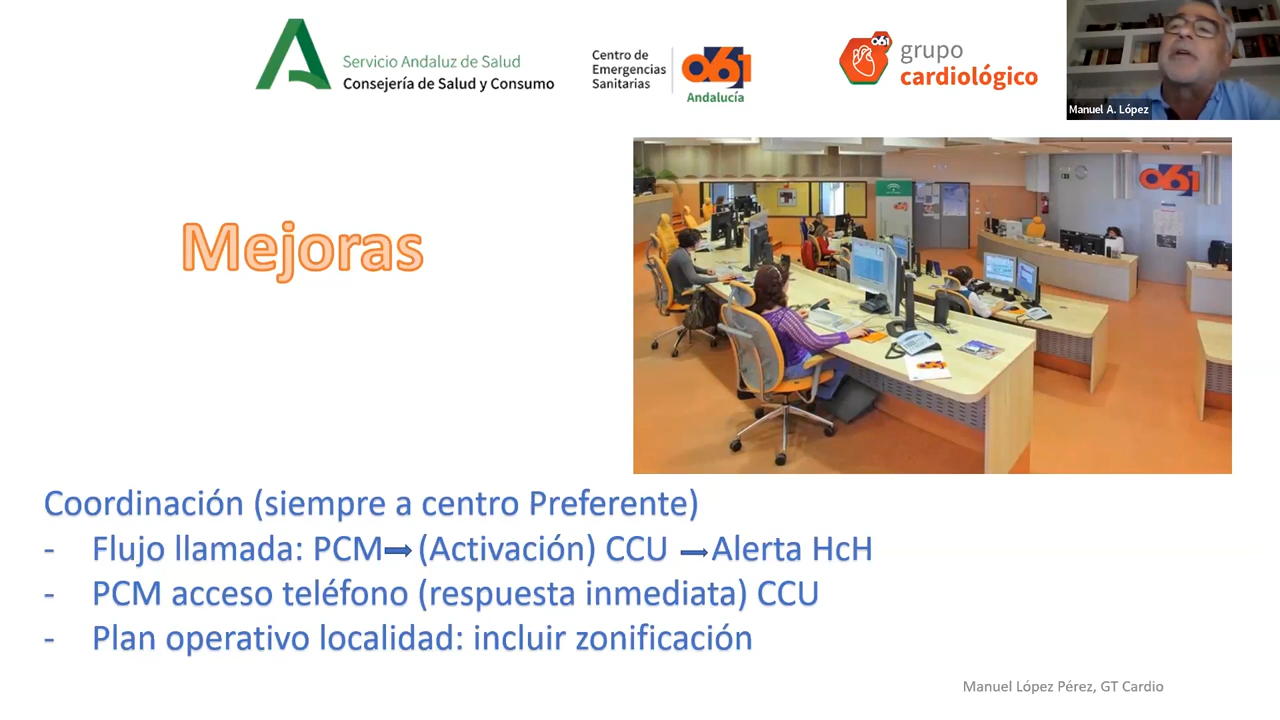 Servicio Andaluz de Salud
Consejería de Salud y Consumo
Centro de
Emergencias
Sanitarias
061
Andalucía
061
grupo
cardiológico
Manuel A. López
061
Mejoras
Coordinación (siempre a centro Preferente)
- Flujo llamada: PCM➡(Activación) CCU ➡Alerta HcH
- PCM acceso teléfono (respuesta inmediata) CCU
- Plan operativo localidad: incluir zonificación
Manuel López Pérez, GT Cardio